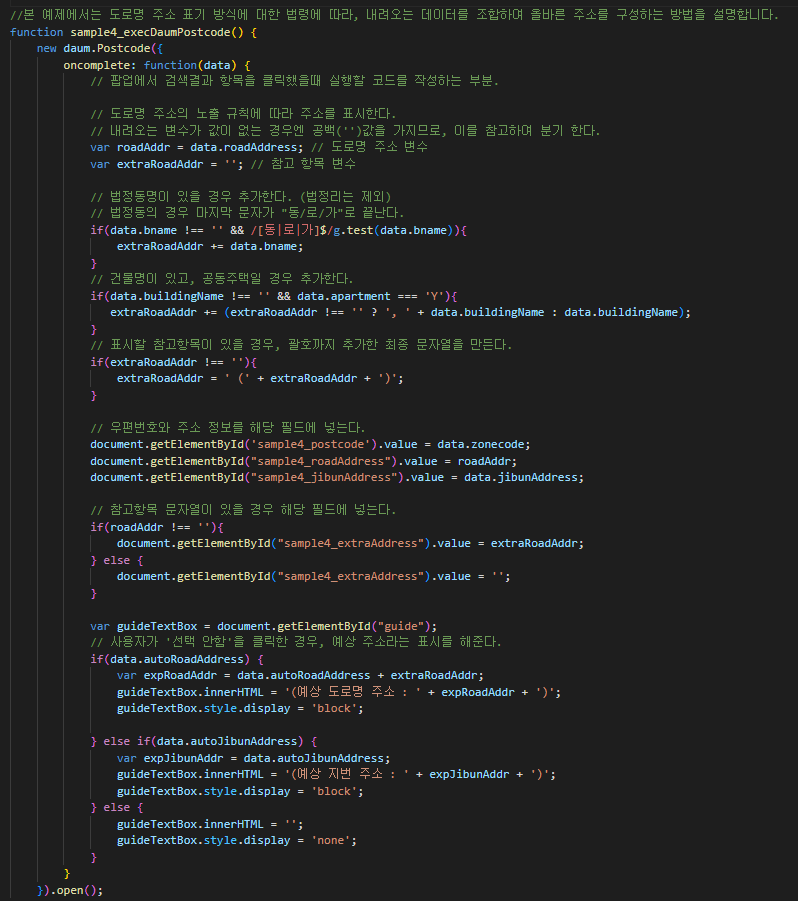 //본 예제에서는 도로명 주소 표기 방식에 대한 법령에 따라, 내려오는 데이터를 조합하여 올바른 주소를 구성하는 방법을 설명합니다.
function sample4_execDaumPostcode() {
    new daum.Postcode({
        oncomplete: function(data) {
            // 팝업에서 검색결과 항목을 클릭했을때 실행할 코드를 작성하는 부분.

            // 도로명 주소의 노출 규칙에 따라 주소를 표시한다.
            // 내려오는 변수가 값이 없는 경우엔 공백('')값을 가지므로, 이를 참고하여 분기 한다.
            var roadAddr = data.roadAddress; // 도로명 주소 변수
            var extraRoadAddr = ''; // 참고 항목 변수

            // 법정동명이 있을 경우 추가한다. (법정리는 제외)
            // 법정동의 경우 마지막 문자가 "동/로/가"로 끝난다.
            if(data.bname !== '' && /[동|로|가]$/g.test(data.bname)){
                extraRoadAddr += data.bname;
            }
            // 건물명이 있고, 공동주택일 경우 추가한다.
            if(data.buildingName !== '' && data.apartment === 'Y'){
               extraRoadAddr += (extraRoadAddr !== '' ? ', ' + data.buildingName : data.buildingName);
            }
            // 표시할 참고항목이 있을 경우, 괄호까지 추가한 최종 문자열을 만든다.
            if(extraRoadAddr !== ''){
                extraRoadAddr = ' (' + extraRoadAddr + ')';
            }

            // 우편번호와 주소 정보를 해당 필드에 넣는다.
            document.getElementById('sample4_postcode').value = data.zonecode;
            document.getElementById("sample4_roadAddress").value = roadAddr;
            document.getElementById("sample4_jibunAddress").value = data.jibunAddress;

            // 참고항목 문자열이 있을 경우 해당 필드에 넣는다.
            if(roadAddr !== ''){
                document.getElementById("sample4_extraAddress").value = extraRoadAddr;
            } else {
                document.getElementById("sample4_extraAddress").value = '';
            }

            var guideTextBox = document.getElementById("guide");
            // 사용자가 '선택 안함'을 클릭한 경우, 예상 주소라는 표시를 해준다.
            if(data.autoRoadAddress) {
                var expRoadAddr = data.autoRoadAddress + extraRoadAddr;
                guideTextBox.innerHTML = '(예상 도로명 주소 : ' + expRoadAddr + ')';
                guideTextBox.style.display = 'block';

            } else if(data.autoJibunAddress) {
                var expJibunAddr = data.autoJibunAddress;
                guideTextBox.innerHTML = '(예상 지번 주소 : ' + expJibunAddr + ')';
                guideTextBox.style.display = 'block';
            } else {
                guideTextBox.innerHTML = '';
                guideTextBox.style.display = 'none';
            }
        }
    }).open();